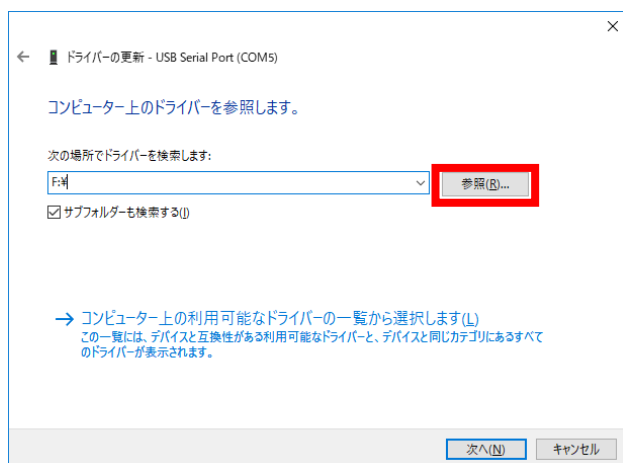 ドライバーの更新 - USB Serial Port (COM5)
コンピューター上のドライバーを参照します。
次の場所でドライバーを検索します:
F:¥
参照(R)...
サブフォルダーも検索する(I)
コンピューター上の利用可能なドライバーの一覧から選択します(L)
この一覧には、デバイスと互換性がある利用可能なドライバーと、デバイスと同じカテゴリにあるすべて
のドライバーが表示されます。
次へ(N)
キャンセル